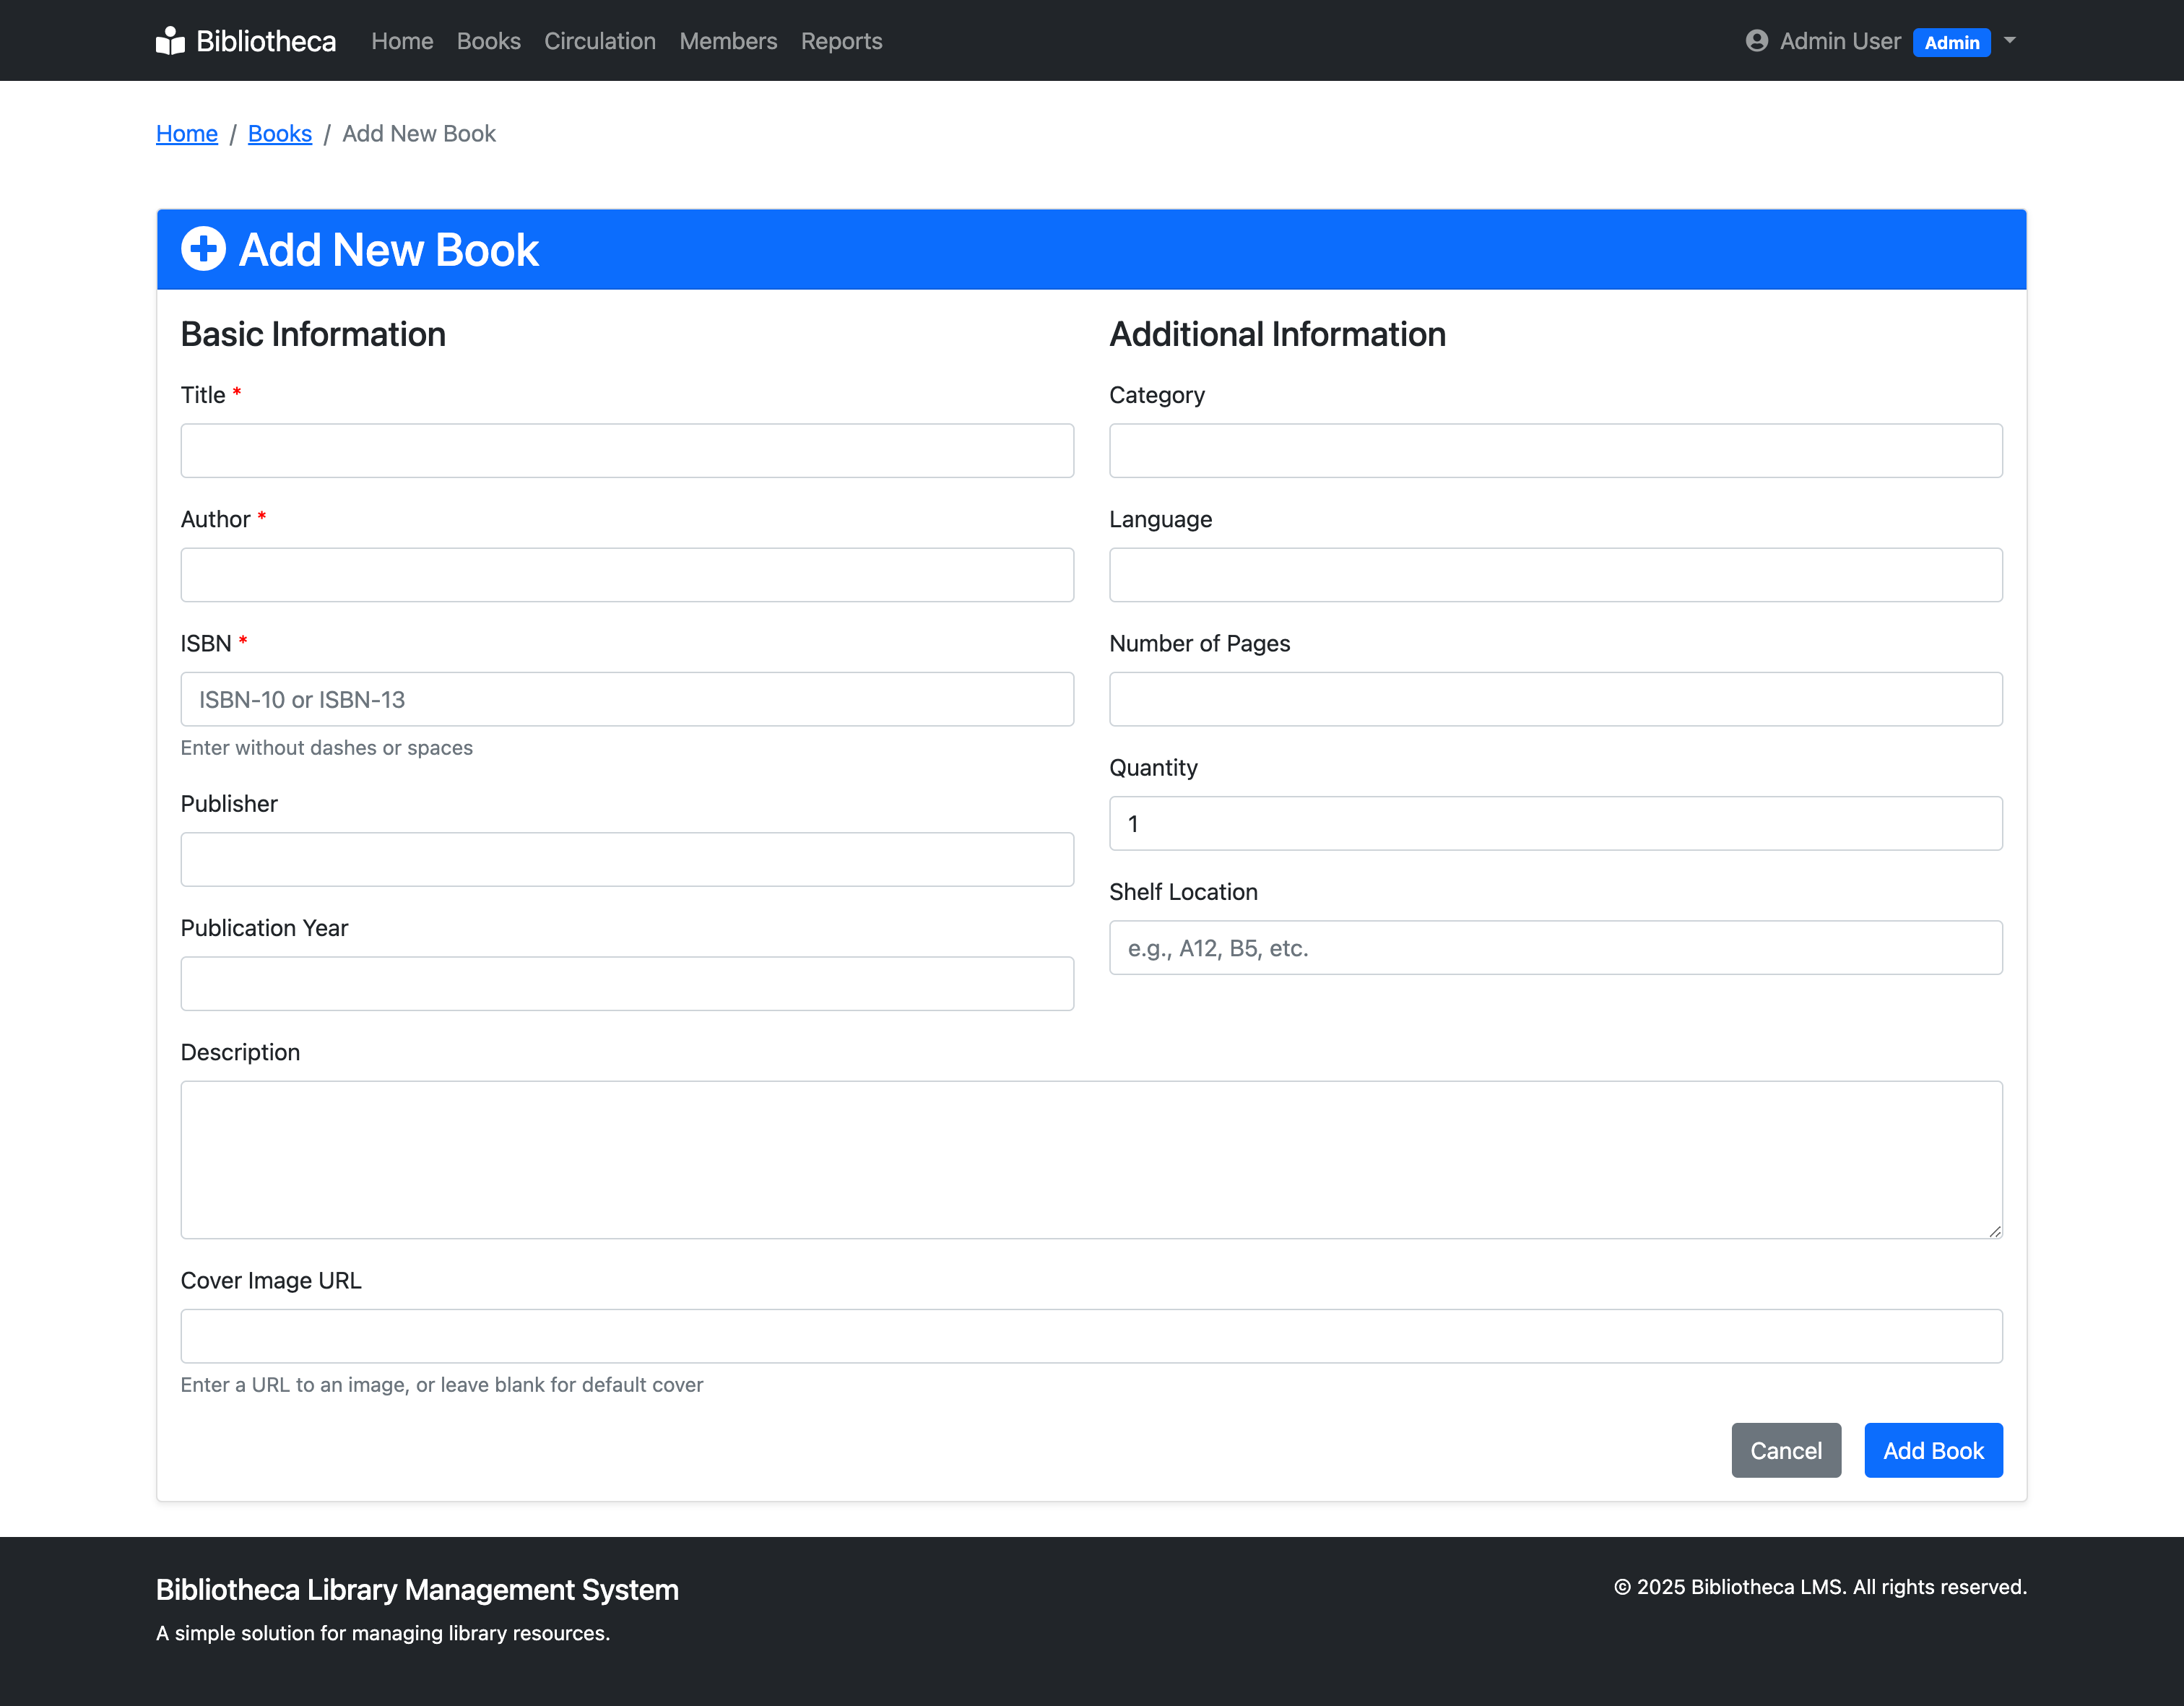 Bibliotheca Home Books Circulation Members Reports Admin User Admin
Home / Books / Add New Book
Add New Book
Basic Information
Title *
Author *
ISBN *
ISBN-10 or ISBN-13
Enter without dashes or spaces
Publisher
Publication Year
Additional Information
Category
Language
Number of Pages
Quantity
1
Shelf Location
e.g., A12, B5, etc.
Description
Cover Image URL
Enter a URL to an image, or leave blank for default cover
Cancel Add Book
Bibliotheca Library Management System
A simple solution for managing library resources.
© 2025 Bibliotheca LMS. All rights reserved.